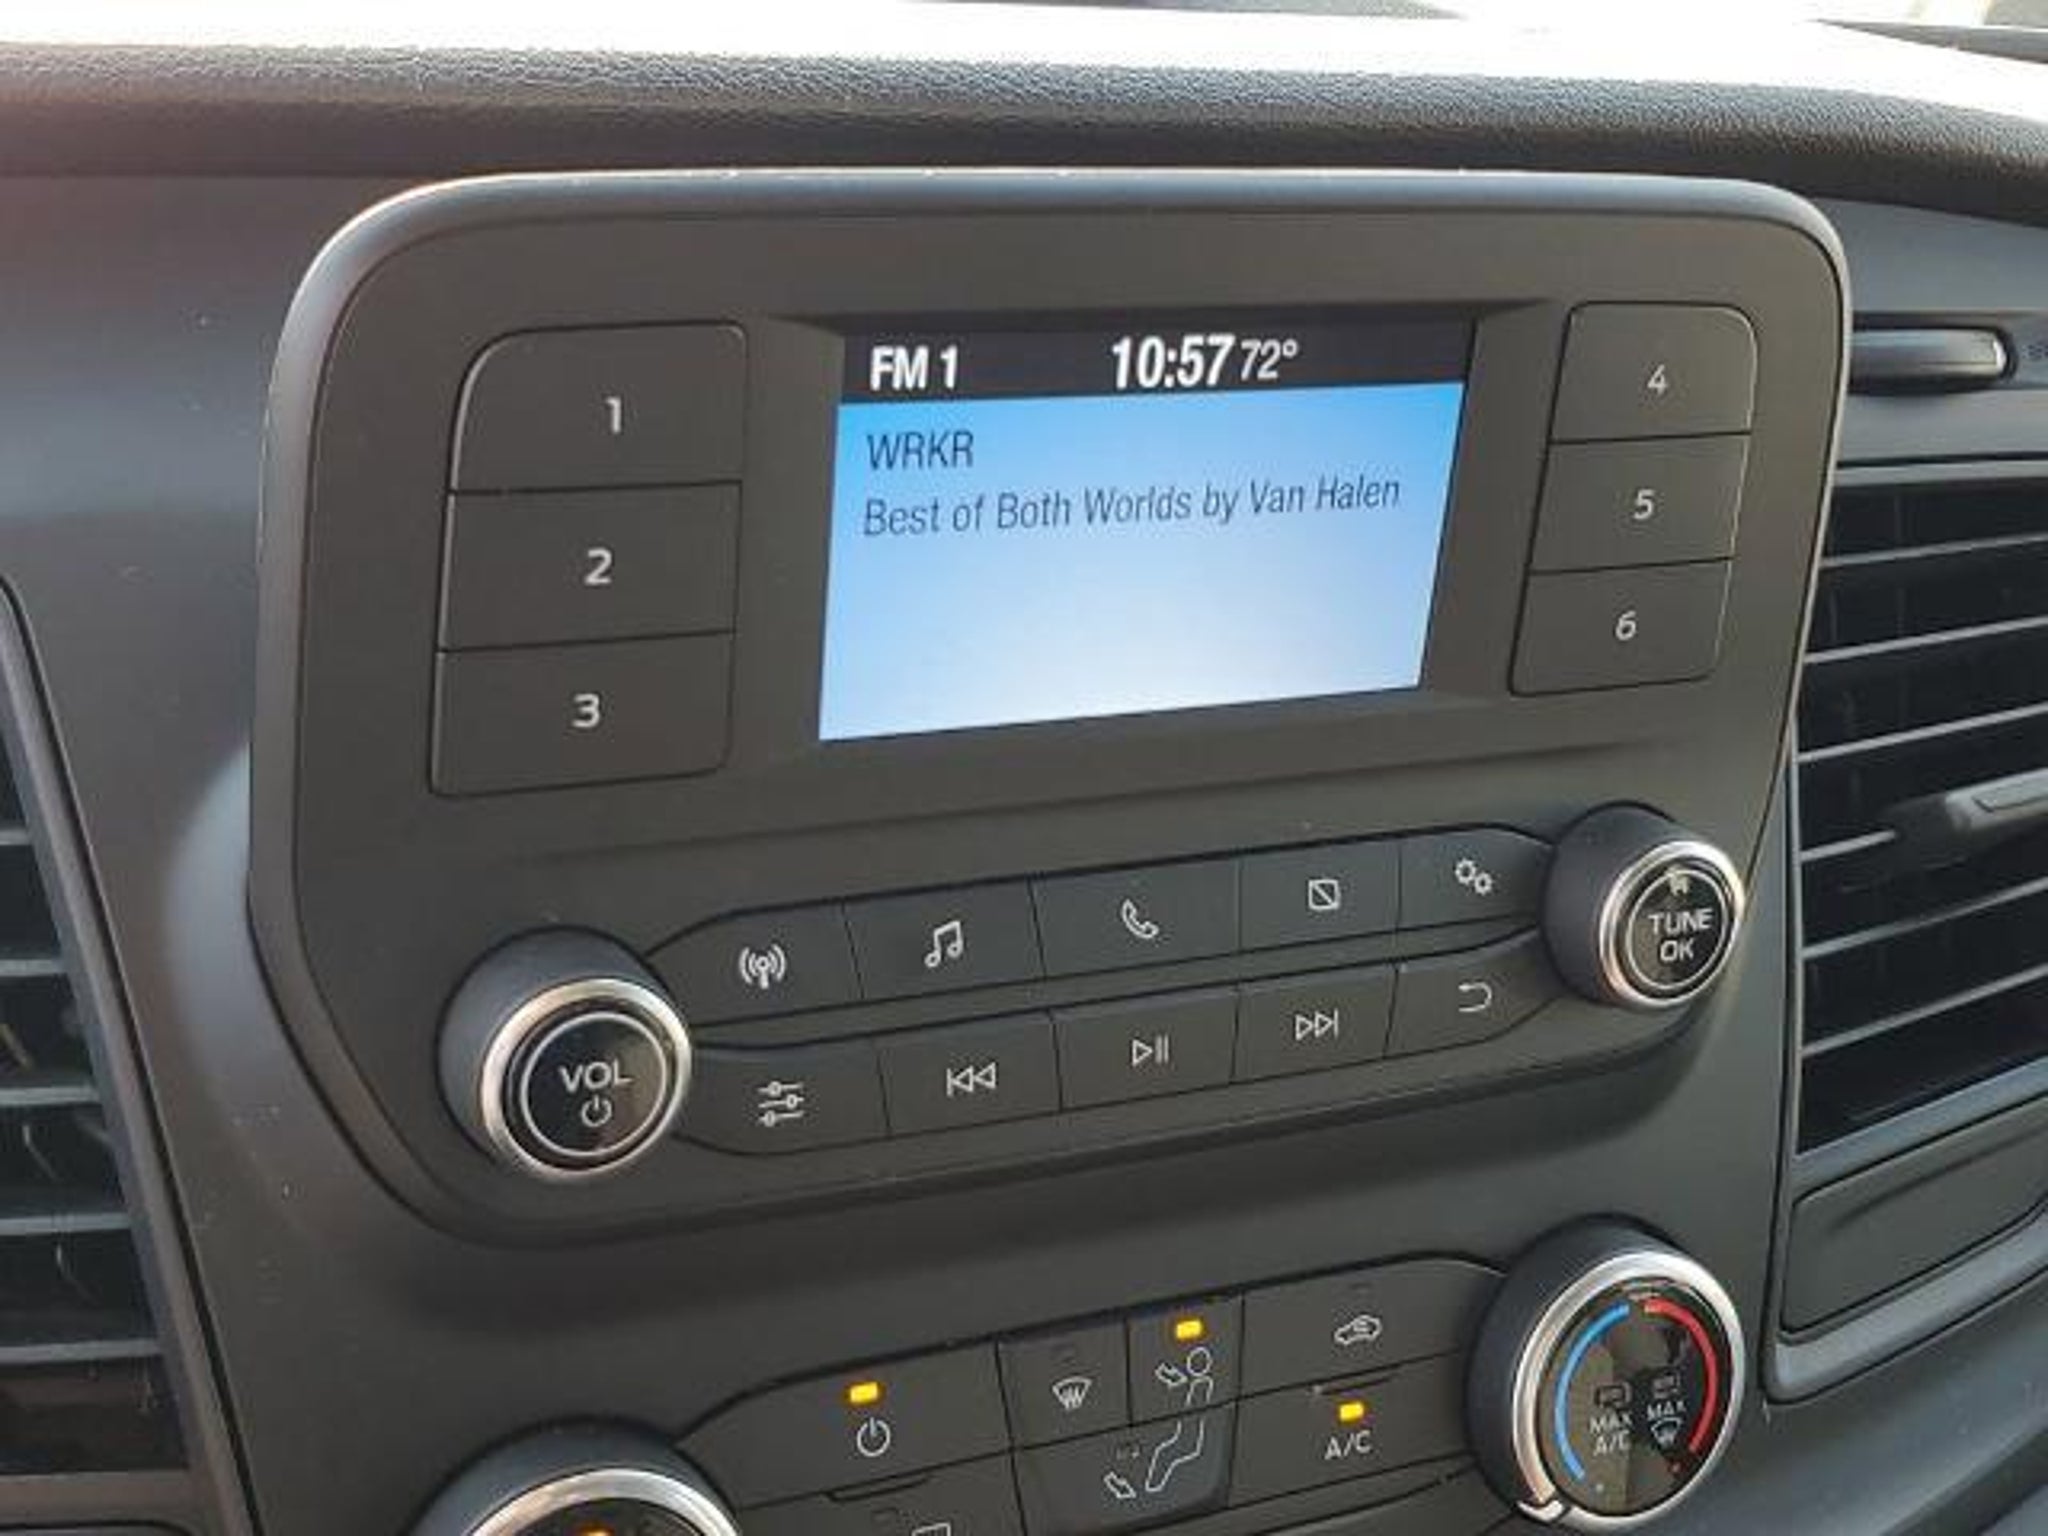 FM 1 10:57 72°
WRKR
Best of Both Worlds by Van Halen
1
2
3
4
5
6
VOL
TUNE
OK
A/C
MAX
A/C
MAX